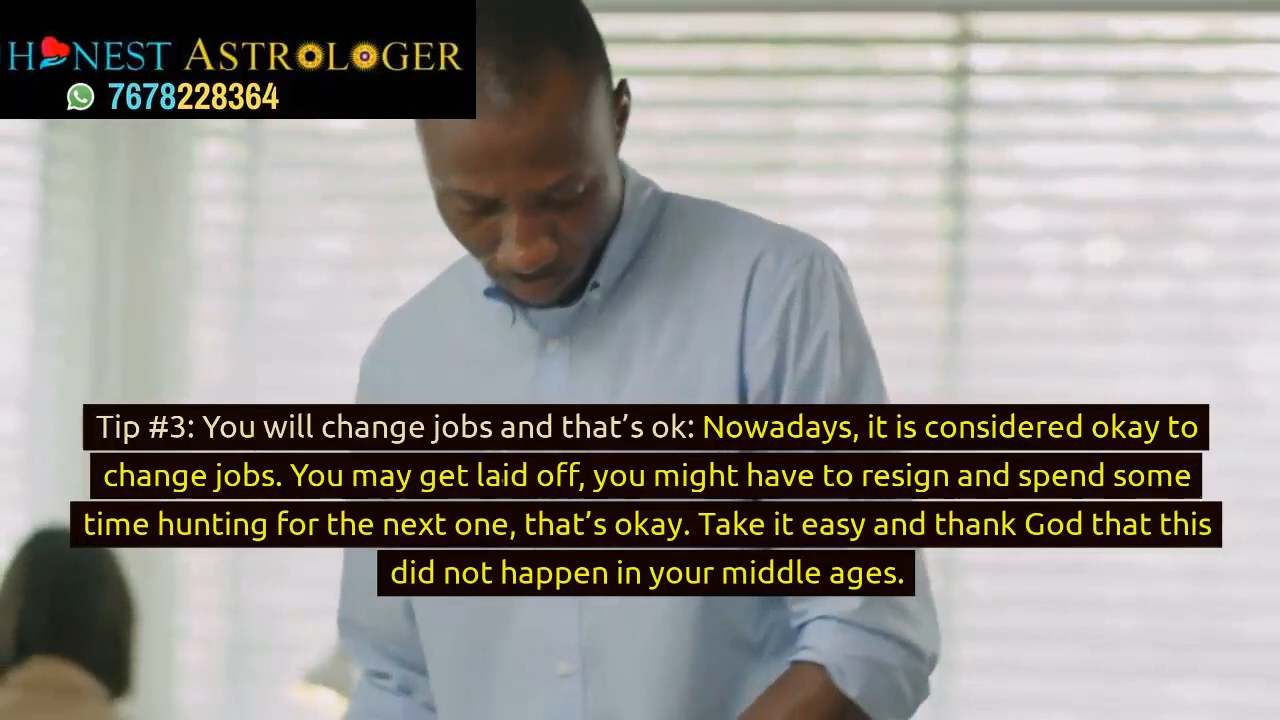 HONEST ASTROLOGER
7678228364
Tip #3: You will change jobs and that’s ok: Nowadays, it is considered okay to
change jobs. You may get laid off, you might have to resign and spend some
time hunting for the next one, that’s okay. Take it easy and thank God that this
did not happen in your middle ages.